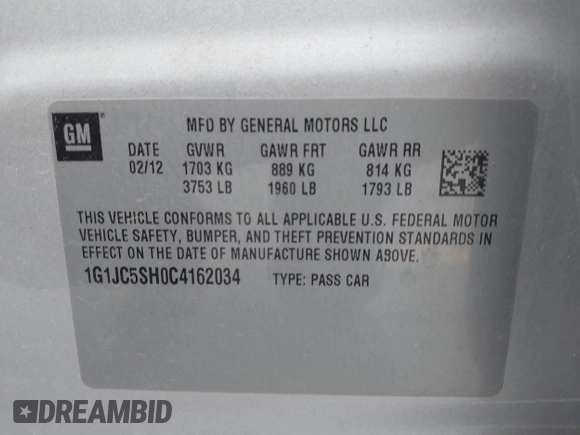 GM
MFD BY GENERAL MOTORS LLC
DATE GVWR GAWR FRT GAWR RR
02/12 1703 KG 889 KG 814 KG
3753 LB 1960 LB 1793 LB
THIS VEHICLE CONFORMS TO ALL APPLICABLE U.S. FEDERAL MOTOR
VEHICLE SAFETY, BUMPER, AND THEFT PREVENTION STANDARDS IN
EFFECT ON THE DATE OF MANUFACTURE SHOWN ABOVE.
1G1JC5SH0C4162034 TYPE: PASS CAR
DREAMBID